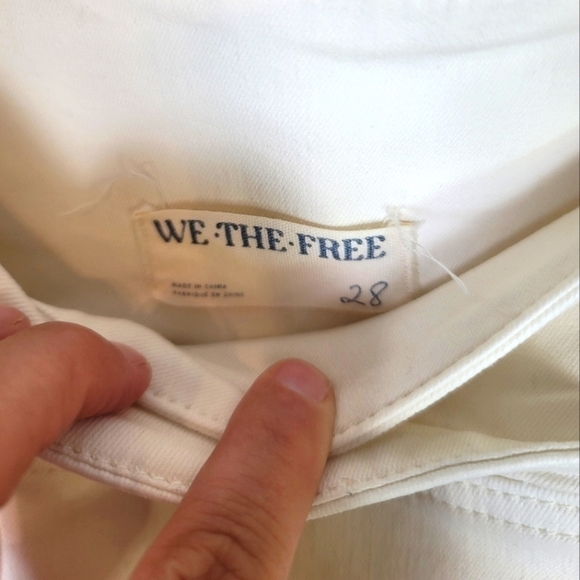 WE·THE·FREE
MADE IN CHINA
FABRIQUÉ EN CHINE
28